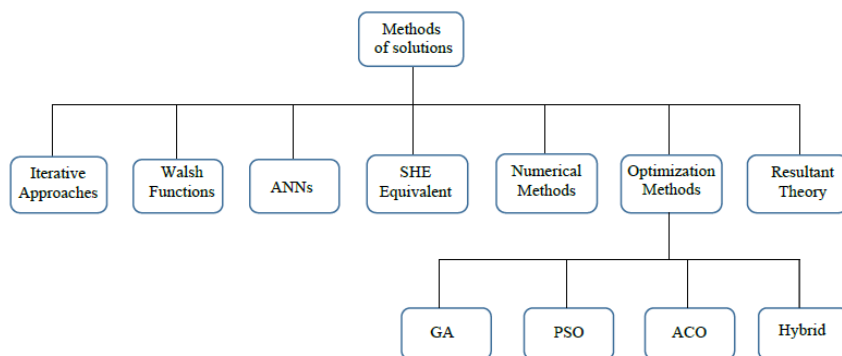 Methods
of solutions
Iterative
Approaches
Walsh
Functions
ANNs
SHE
Equivalent
Numerical
Methods
Optimization
Methods
Resultant
Theory
GA
PSO
ACO
Hybrid